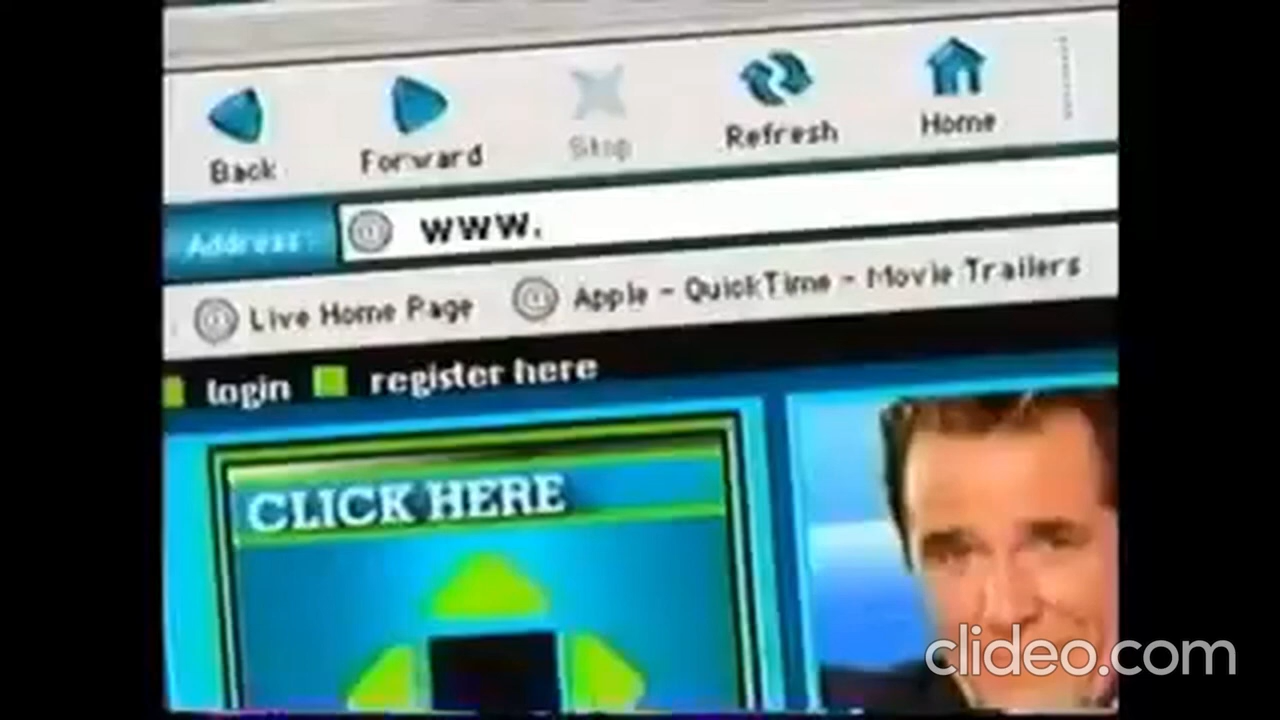 Back
Forward
Stop
Refresh
Home
Address:
www.
Live Home Page
Apple - QuickTime - Movie Trailers
login
register here
CLICK HERE
clideo.com